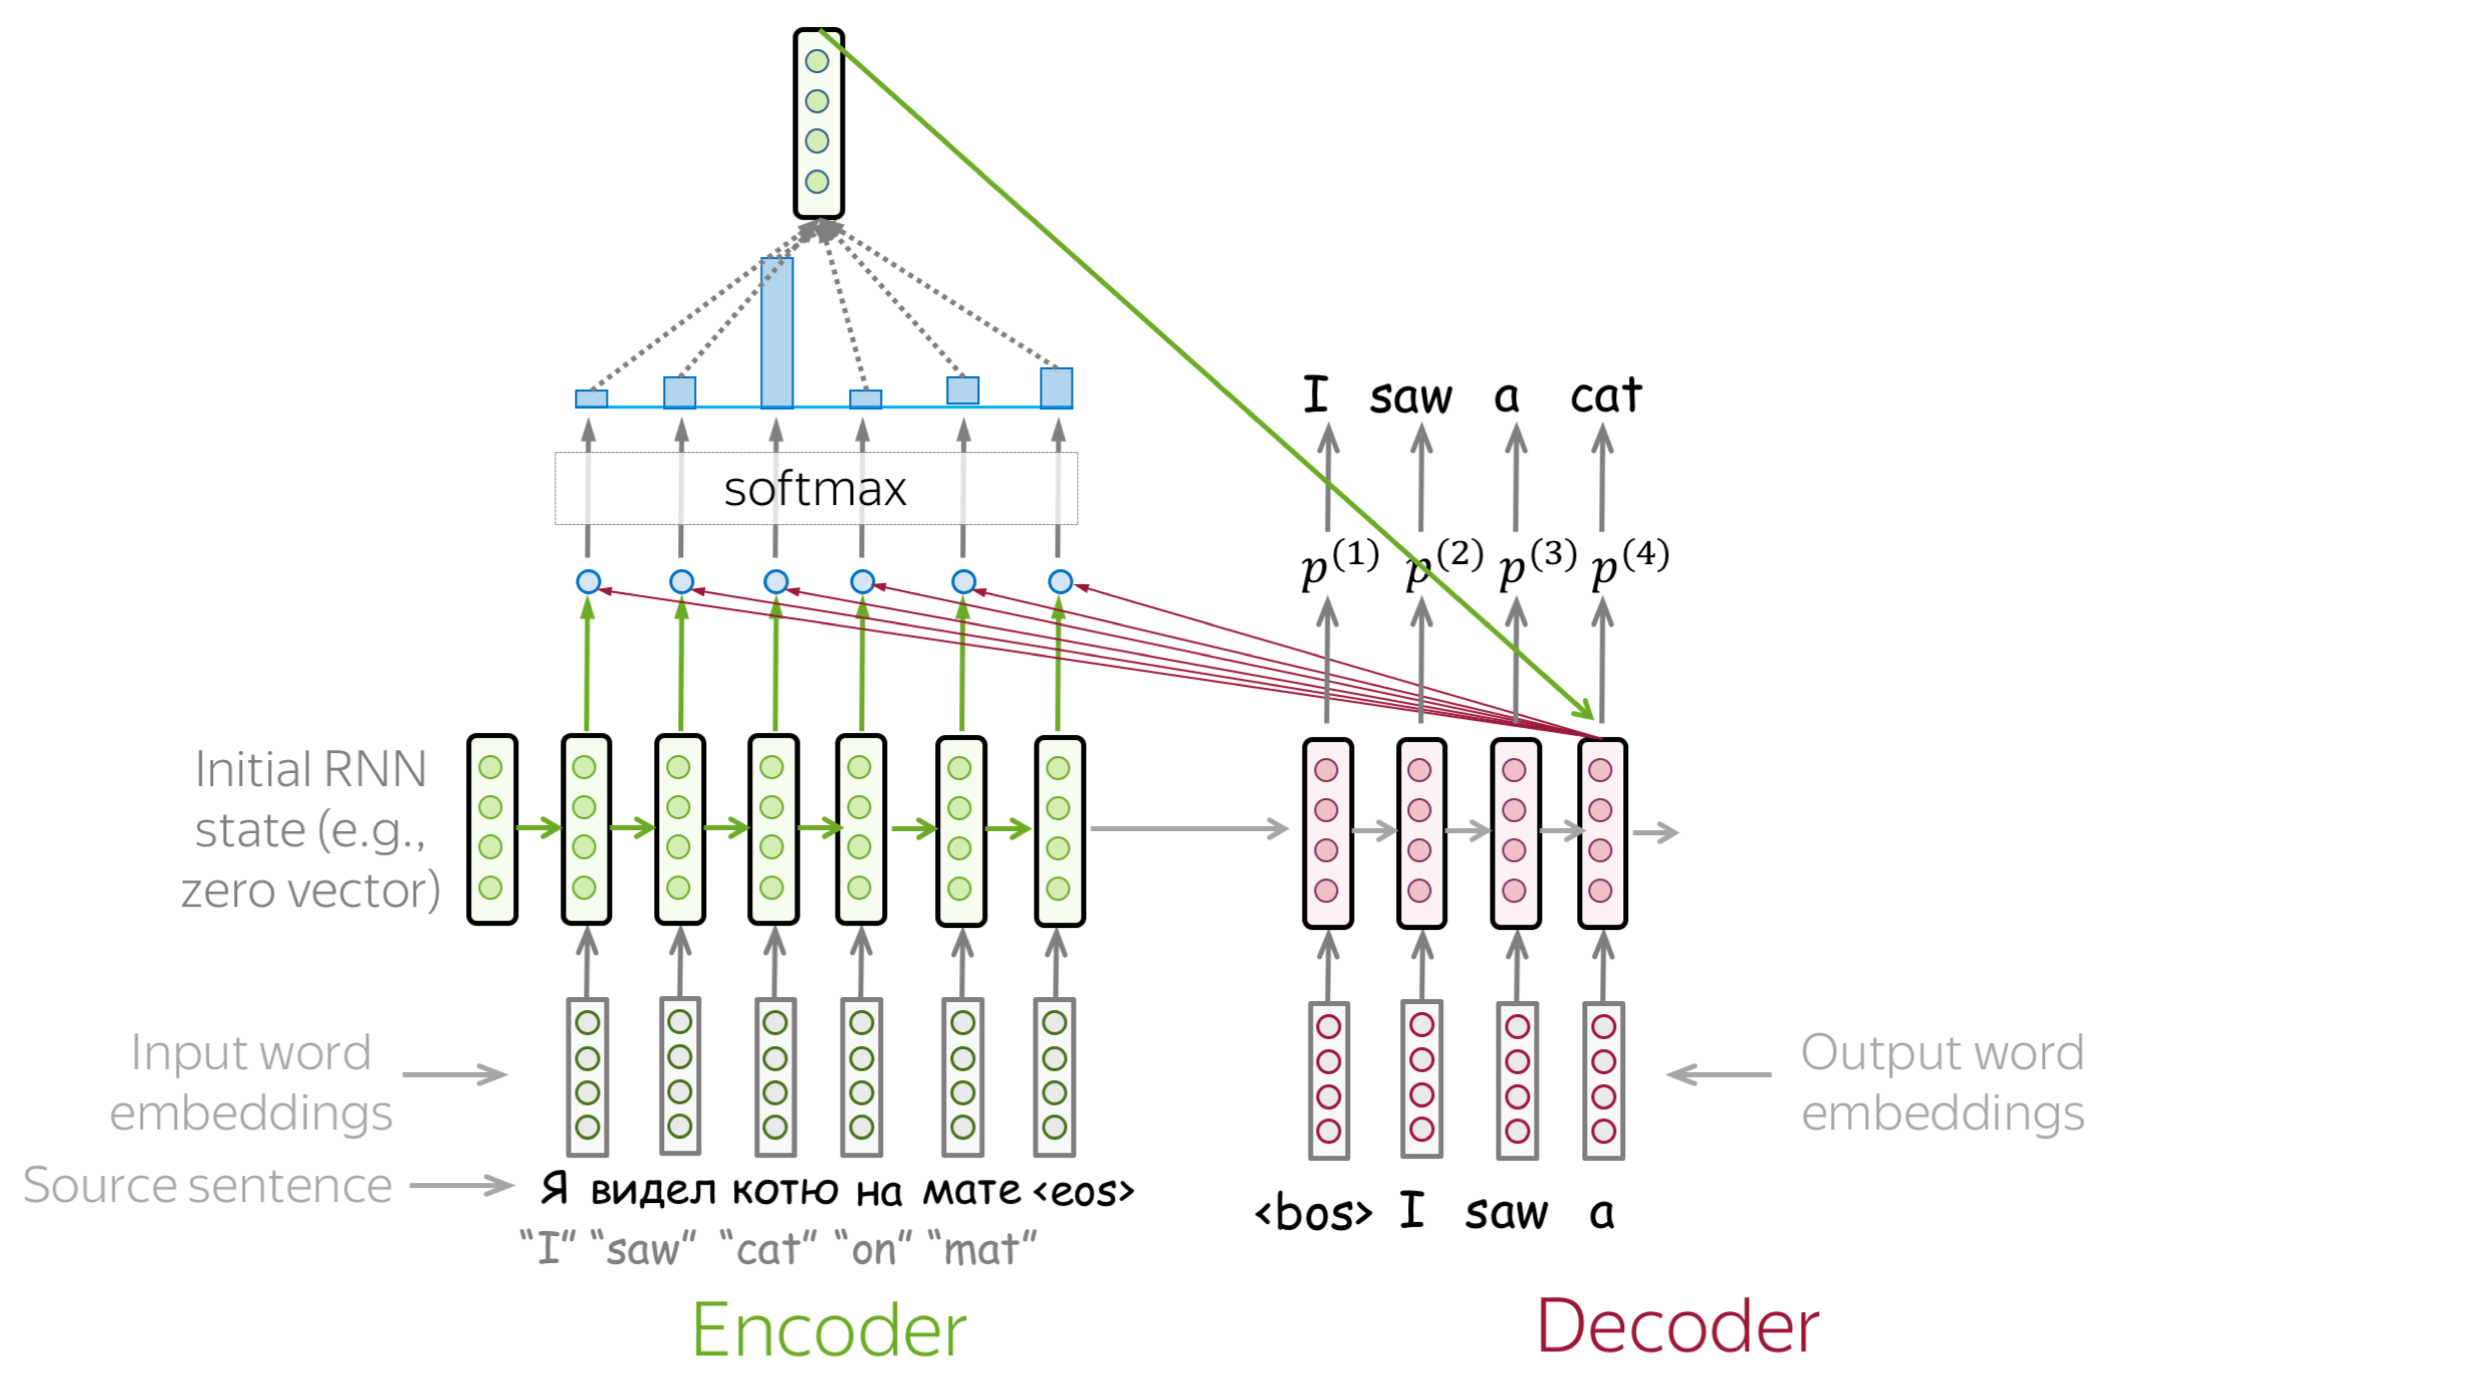 softmax
I saw a cat
p(1) p(2) p(3) p(4)
Initial RNN
state (e.g.,
zero vector)
Input word
embeddings
Output word
embeddings
Source sentence
Я видел котю на мате <eos>
"I" "saw" "cat" "on" "mat"
<bos> I saw a
Encoder
Decoder